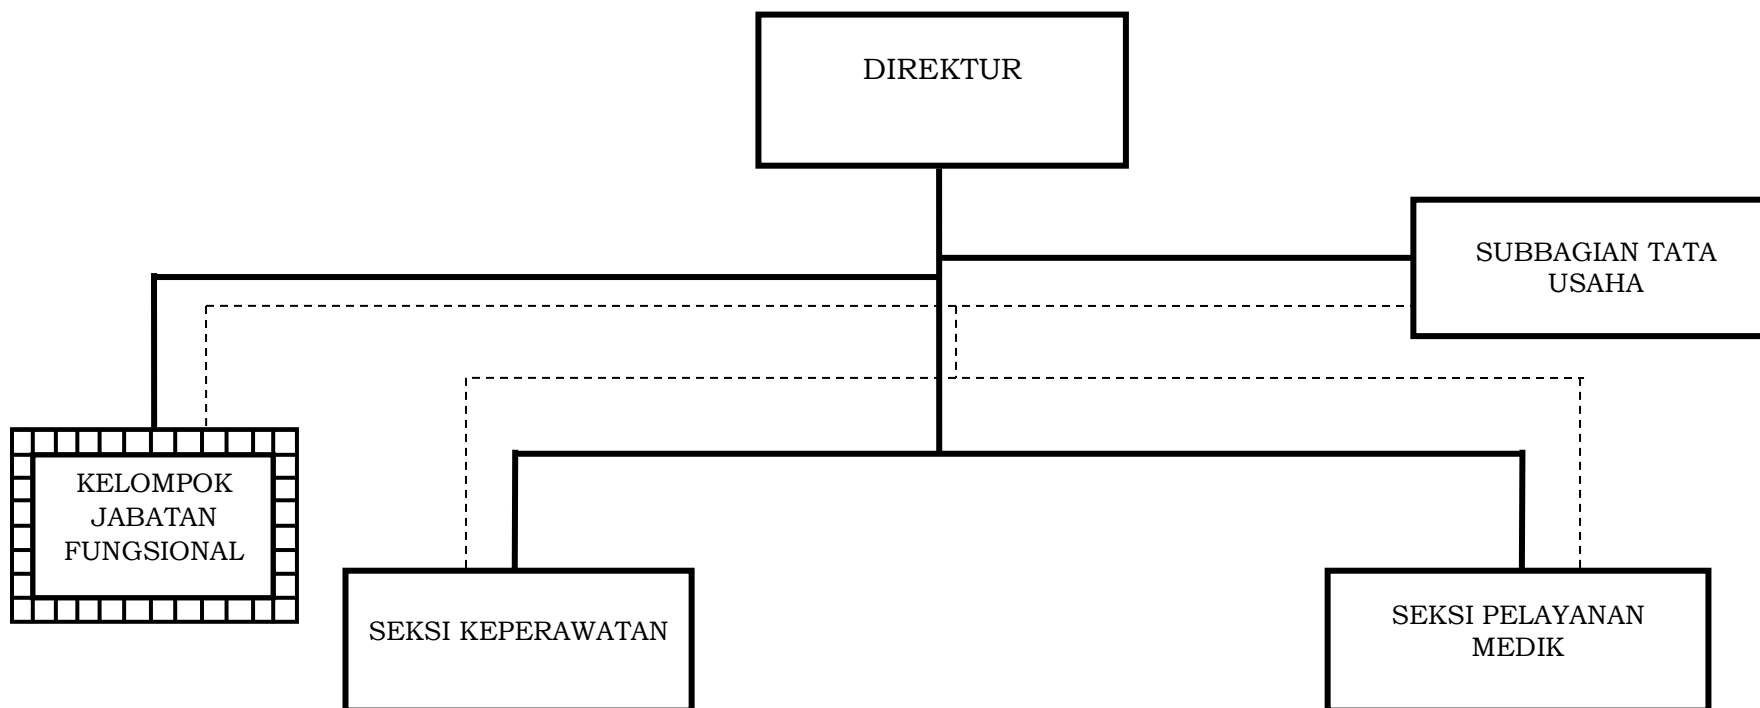 DIREKTUR
SUBBAGIAN TATA
USAHA
KELOMPOK
JABATAN
FUNGSIONAL
SEKSI KEPERAWATAN
SEKSI PELAYANAN
MEDIK